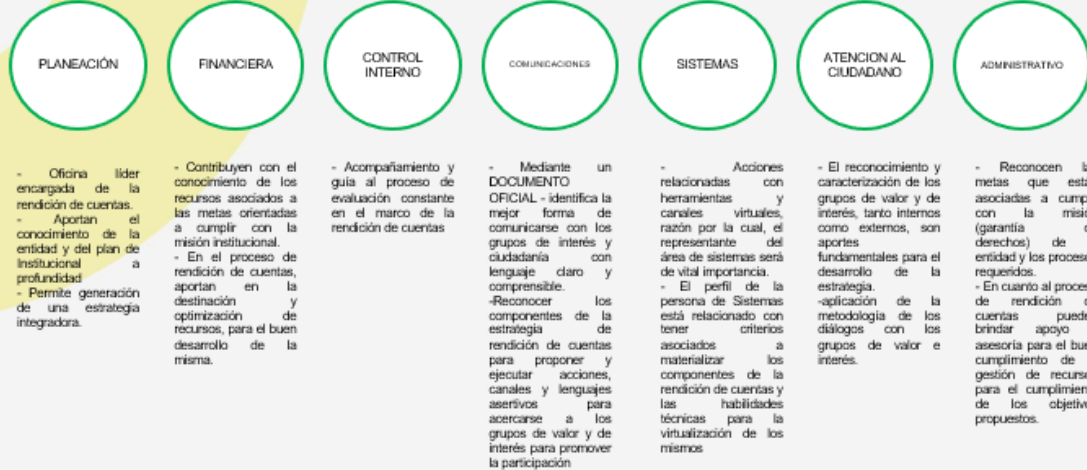 PLANEACIÓN
FINANCIERA
CONTROL
INTERNO
COMUNICACIONES
SISTEMAS
ATENCION AL
CIUDADANO
ADMINISTRATIVO
- Oficina líder
encargada de la
rendición de cuentas.
- Aportan el
conocimiento de la
entidad y del plan de
Institucional a
profundidad
- Permite generación
de una estrategia
integradora.
- Contribuyen con el
conocimiento de los
recursos asociados a
las metas orientadas
a cumplir con la
misión institucional.
- En el proceso de
rendición de cuentas,
aportan en la
destinación y
optimización de
recursos, para el buen
desarrollo de la
misma.
- Acompañamiento y
guía al proceso de
evaluación constante
en el marco de la
rendición de cuentas
- Mediante un
DOCUMENTO
OFICIAL - identifica la
mejor forma de
comunicarse con los
grupos de interés y
ciudadanía con
lenguaje claro y
comprensible.
-Reconocer los
componentes de la
estrategia de
rendición de cuentas
para proponer y
ejecutar acciones,
canales y lenguajes
asertivos para
acercarse a los
grupos de valor y de
interés para promover
la participación
- Acciones
relacionadas con
herramientas y
canales virtuales,
razón por la cual, el
representante del
área de sistemas será
de vital importancia.
- El perfil de la
persona de Sistemas
está relacionado con
tener criterios
asociados a
materializar los
componentes de la
rendición de cuentas y
las habilidades
técnicas para la
virtualización de los
mismos
- El reconocimiento y
caracterización de los
grupos de valor y de
interés, tanto internos
como externos, son
aportes
fundamentales para el
desarrollo de la
estrategia.
-aplicación de la
metodología de los
diálogos con los
grupos de valor e
interés.
- Reconocen
metas que
asociadas a
con la
(garantía
derechos) de
entidad y los
requeridos.
- En cuanto al
de rendición
cuentas
brindar apoyo
asesoría para el
cumplimiento de
gestión de
para el
de los
propuestos.